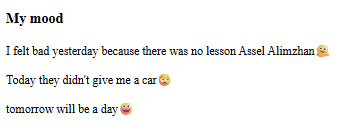 My mood
I felt bad yesterday because there was no lesson Assel Alimzhan🤗
Today they didn't give me a car😪
tomorrow will be a day😀